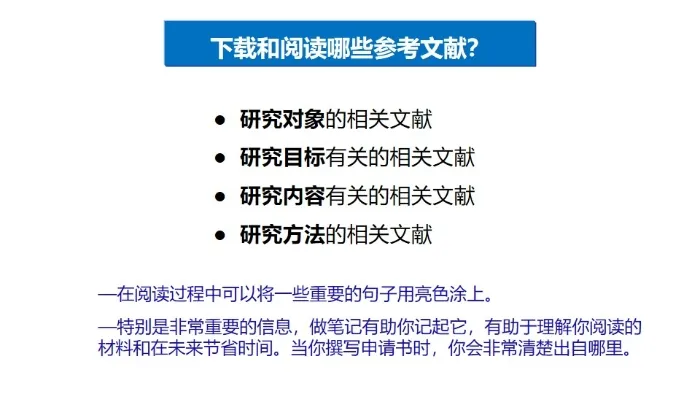 下载和阅读哪些参考文献?
● 研究对象的相关文献
● 研究目标有关的相关文献
● 研究内容有关的相关文献
● 研究方法的相关文献
—在阅读过程中可以将一些重要的句子用亮色涂上。
—特别是非常重要的信息，做笔记有助你记起它，有助于理解你阅读的
材料和在未来节省时间。当你撰写申请书时，你会非常清楚出自哪里。